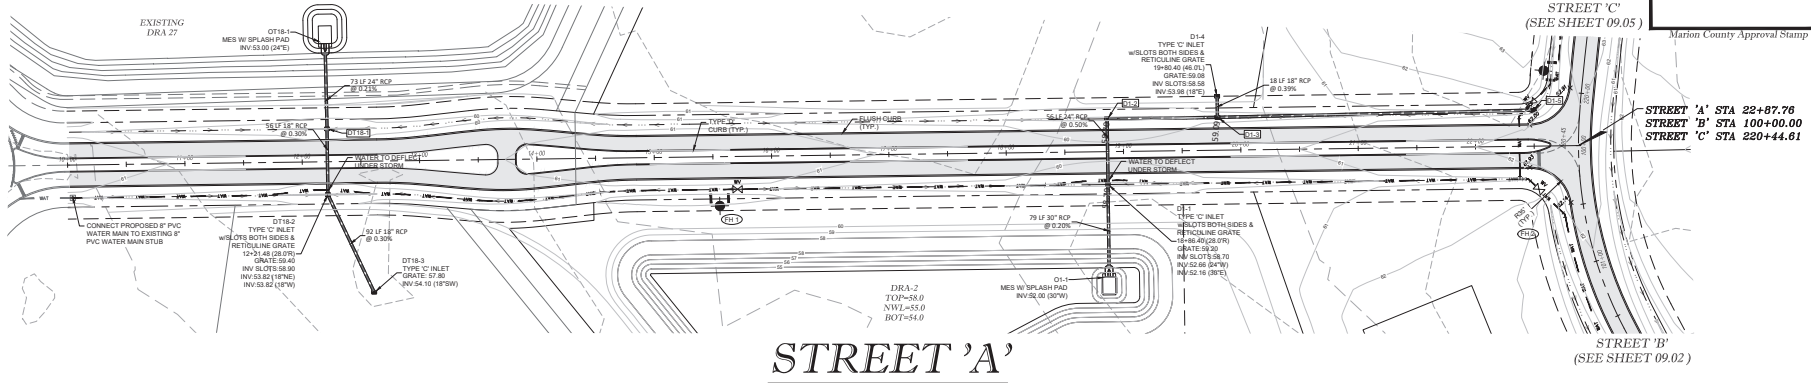 EXISTING
DRA 27
OT18-1
MES W/ SPLASH PAD
INV:53.00 (24"E)
73 LF 24" RCP
@ 0.21%
56 LF 18" RCP
@ 0.30%
DT18-1
WATER TO DEFLECT
UNDER STORM
CONNECT PROPOSED 8" PVC
WATER MAIN TO EXISTING 8"
PVC WATER MAIN STUB
DT18-2
TYPE 'C' INLET
w/SLOTS BOTH SIDES &
RETICULINE GRATE
12+21.48 (28.0'R)
GRATE:59.40
INV SLOTS:58.90
INV:53.82 (18"NE)
INV:53.82 (18"W)
92 LF 18" RCP
@ 0.30%
DT18-3
TYPE 'C' INLET
GRATE: 57.80
INV:54.10 (18"SW)
CURB (TYP.)
FLUSH CURB
(TYP.)
FH 1
DRA-2
TOP=58.0
NWL=55.0
BOT=54.0
D1-2
56 LF 24" RCP
@ 0.50%
D1-4
TYPE 'C' INLET
w/SLOTS BOTH SIDES &
RETICULINE GRATE
19+80.40 (46.0'L)
GRATE:59.08
INV SLOTS:58.58
INV:53.98 (18"E)
18 LF 18" RCP
@ 0.39%
D1-3
D1-5
WATER TO DEFLECT
UNDER STORM
79 LF 30" RCP
@ 0.20%
D1-1
TYPE 'C' INLET
w/SLOTS BOTH SIDES &
RETICULINE GRATE
18+86.40 (28.0'R)
GRATE:59.20
INV SLOTS:58.70
INV:52.66 (24"W)
INV:52.16 (30"E)
O1-1
MES W/ SPLASH PAD
INV:52.00 (30"W)
STREET 'C'
(SEE SHEET 09.05 )
Marion County Approval Stamp
STREET 'A' STA 22+87.76
STREET 'B' STA 100+00.00
STREET 'C' STA 220+44.61
STREET 'B'
(SEE SHEET 09.02 )
STREET 'A'